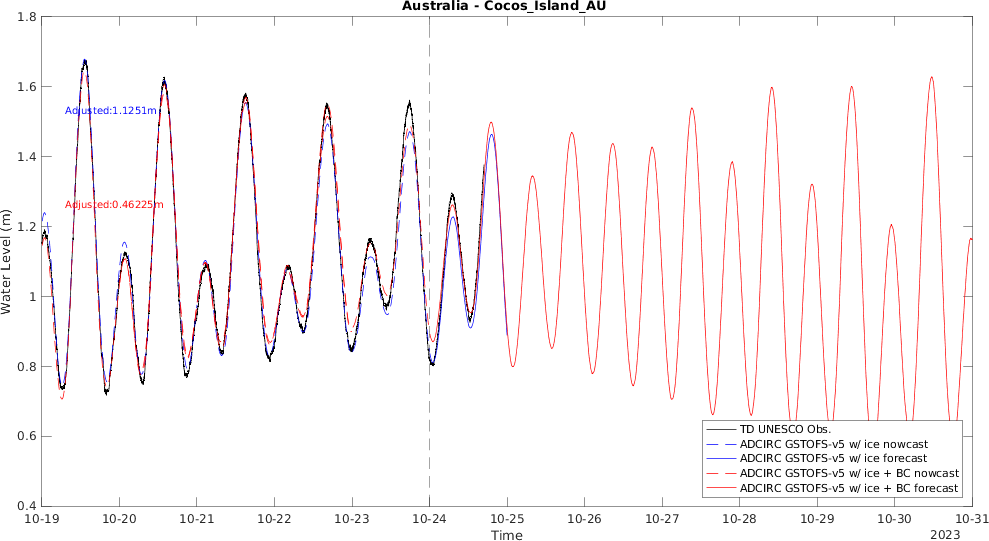 Australia - Cocos_Island_AU
1.8
1.6
Adjusted:1.1251m
1.4
Adjusted:0.46225m
1.2
Water Level (m)
1
0.8
0.6
0.4
TD UNESCO Obs.
ADCIRC GSTOFS-v5 w/ ice nowcast
ADCIRC GSTOFS-v5 w/ ice forecast
ADCIRC GSTOFS-v5 w/ ice + BC nowcast
ADCIRC GSTOFS-v5 w/ ice + BC forecast
10-19 10-20 10-21 10-22 10-23 10-24 10-25 10-26 10-27 10-28 10-29 10-30 10-31
Time
2023